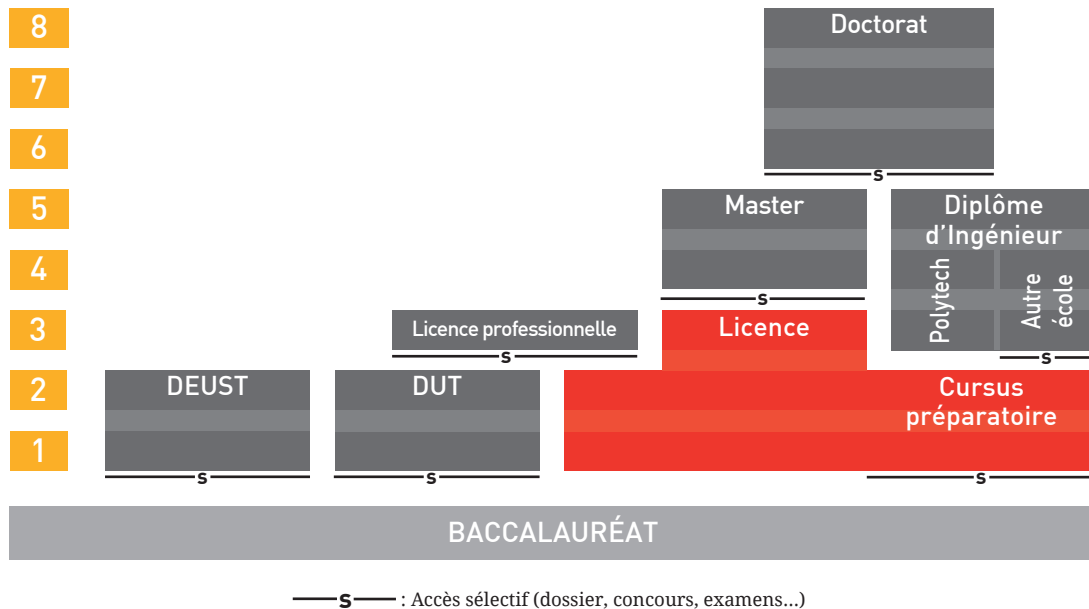 8
Doctorat
7
6
S
5
Master
Diplôme
d'Ingénieur
4
Polytech
Autre
école
S
3
Licence professionnelle
Licence
S
S
2
DEUST
DUT
Cursus
préparatoire
1
S
S
S
BACCALAURÉAT
S : Accès sélectif (dossier, concours, examens...)